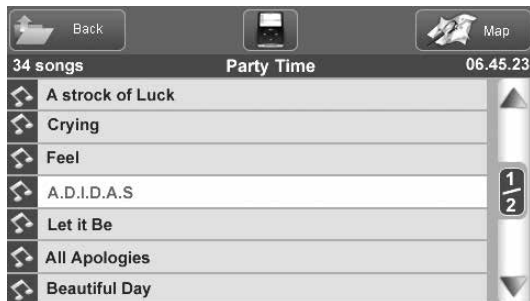 Back
Map
34 songs Party Time 06.45.23
A strock of Luck
Crying
Feel
A.D.I.D.A.S
1/2
Let it Be
All Apologies
Beautiful Day